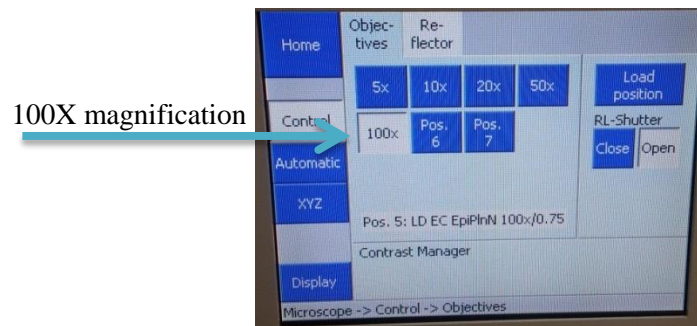 100X magnification
Home
Objec-
tives
Re-
flector
5x
10x
20x
50x
Load
position
Control
100x
Pos.
6
Pos.
7
RL-Shutter
Close
Open
Automatic
XYZ
Pos. 5: LD EC EpiPlnN 100x/0.75
Contrast Manager
Display
Microscope -> Control -> Objectives